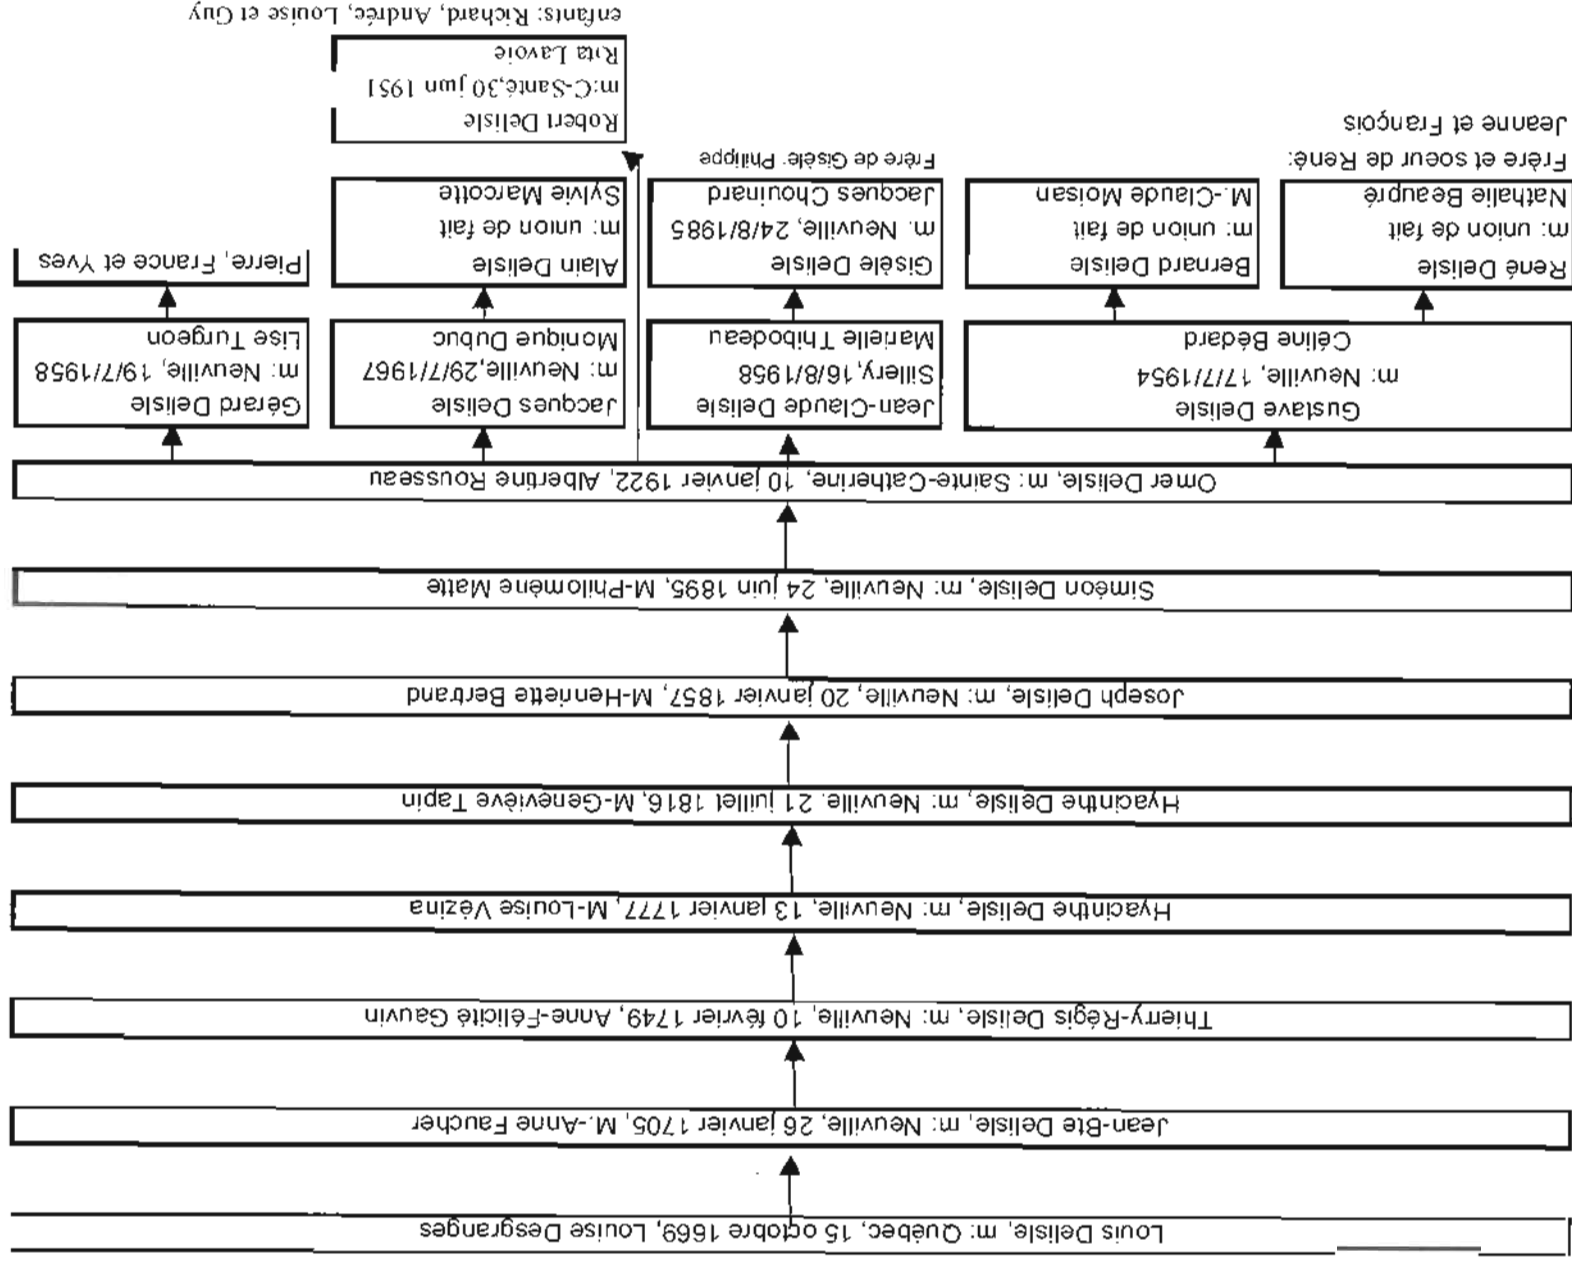 Louis Delisle, m: Québec, 15 octobre 1669, Louise Desgranges
Jean-Bte Delisle, m: Neuville, 26 janvier 1705, M.-Anne Faucher
Thierry-Régis Delisle, m: Neuville, 10 février 1749, Anne-Félicité Gauvin
Hyacinthe Delisle, m: Neuville, 13 janvier 1777, M-Louise Vézina
Hyacinthe Delisle, m: Neuville. 21 juillet 1816, M-Geneviève Tapin
Joseph Delisle, m: Neuville, 20 janvier 1857, M-Henriette Bertrand
Siméon Delisle, m: Neuville, 24 juin 1895, M-Philomène Matte
Omer Delisle, m: Sainte-Catherine, 10 janvier 1922, Albertine Rousseau
Gustave Delisle
m: Neuville, 17/7/1954
Céline Bédard
Jean-Claude Delisle
Sillery,16/8/1958
Marielle Thibodeau
Jacques Delisle
m: Neuville,29/7/1967
Monique Dubuc
Gérard Delisle
m: Neuville, 19/7/1958
Lise Turgeon
René Delisle
m: union de fait
Nathalie Beaupré
Frère et soeur de René:
Jeanne et François
Bernard Delisle
m: union de fait
M.-Claude Moisan
Gisèle Delisle
m. Neuville, 24/8/1985
Jacques Chouinard
Frère de Gisèle: Philippe
Alain Delisle
m: union de fait
Sylvie Marcotte
Pierre, France et Yves
Robert Delisle
m:C-Santé,30 juin 1951
Rita Lavoie
enfants: Richard, Andrée, Louise et Guy